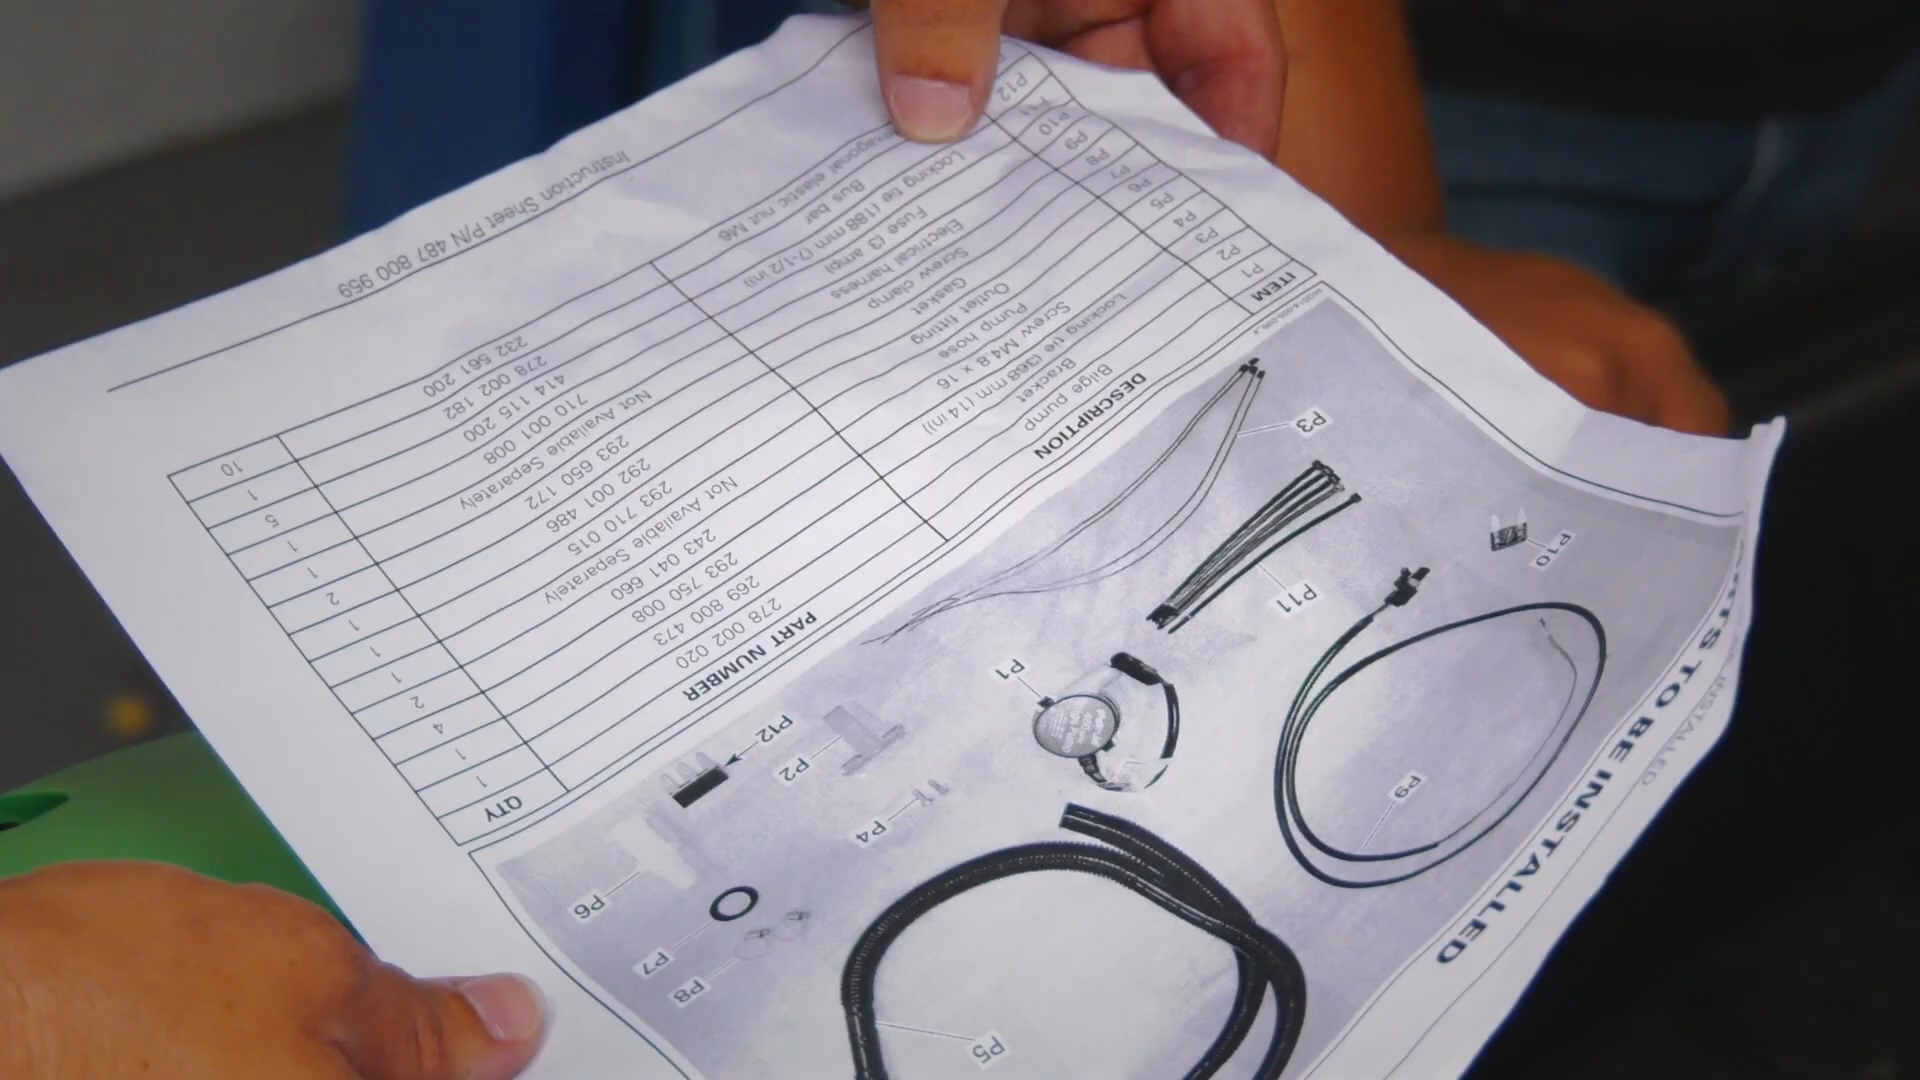 INSTALLED
PARTS TO BE INSTALLED
P9
P10
P5
P11
P1
P3
P4
P2
P12
P8
P7
P6
ITEM DESCRIPTION PART NUMBER QTY
P1 Bilge pump 278 002 020 1
P2 Bracket 269 800 473 1
P3 Locking tie (368 mm (14 in)) 293 750 008 4
P4 Screw M4.8 x 16 243 041 660 2
P5 Pump hose Not Available Separately 1
P6 Outlet fitting 293 710 015 1
P7 Gasket 292 001 486 1
P8 Screw clamp 293 650 172 2
P9 Electrical harness Not Available Separately 1
P10 Fuse (3 amp) 710 001 008 1
P11 Locking tie (188 mm (7-1/2 in)) 414 115 200 5
P12 Bus bar 278 002 182 1
xagonal elastic nut M6 232 561 200 10
Instruction Sheet P/N 487 800 959